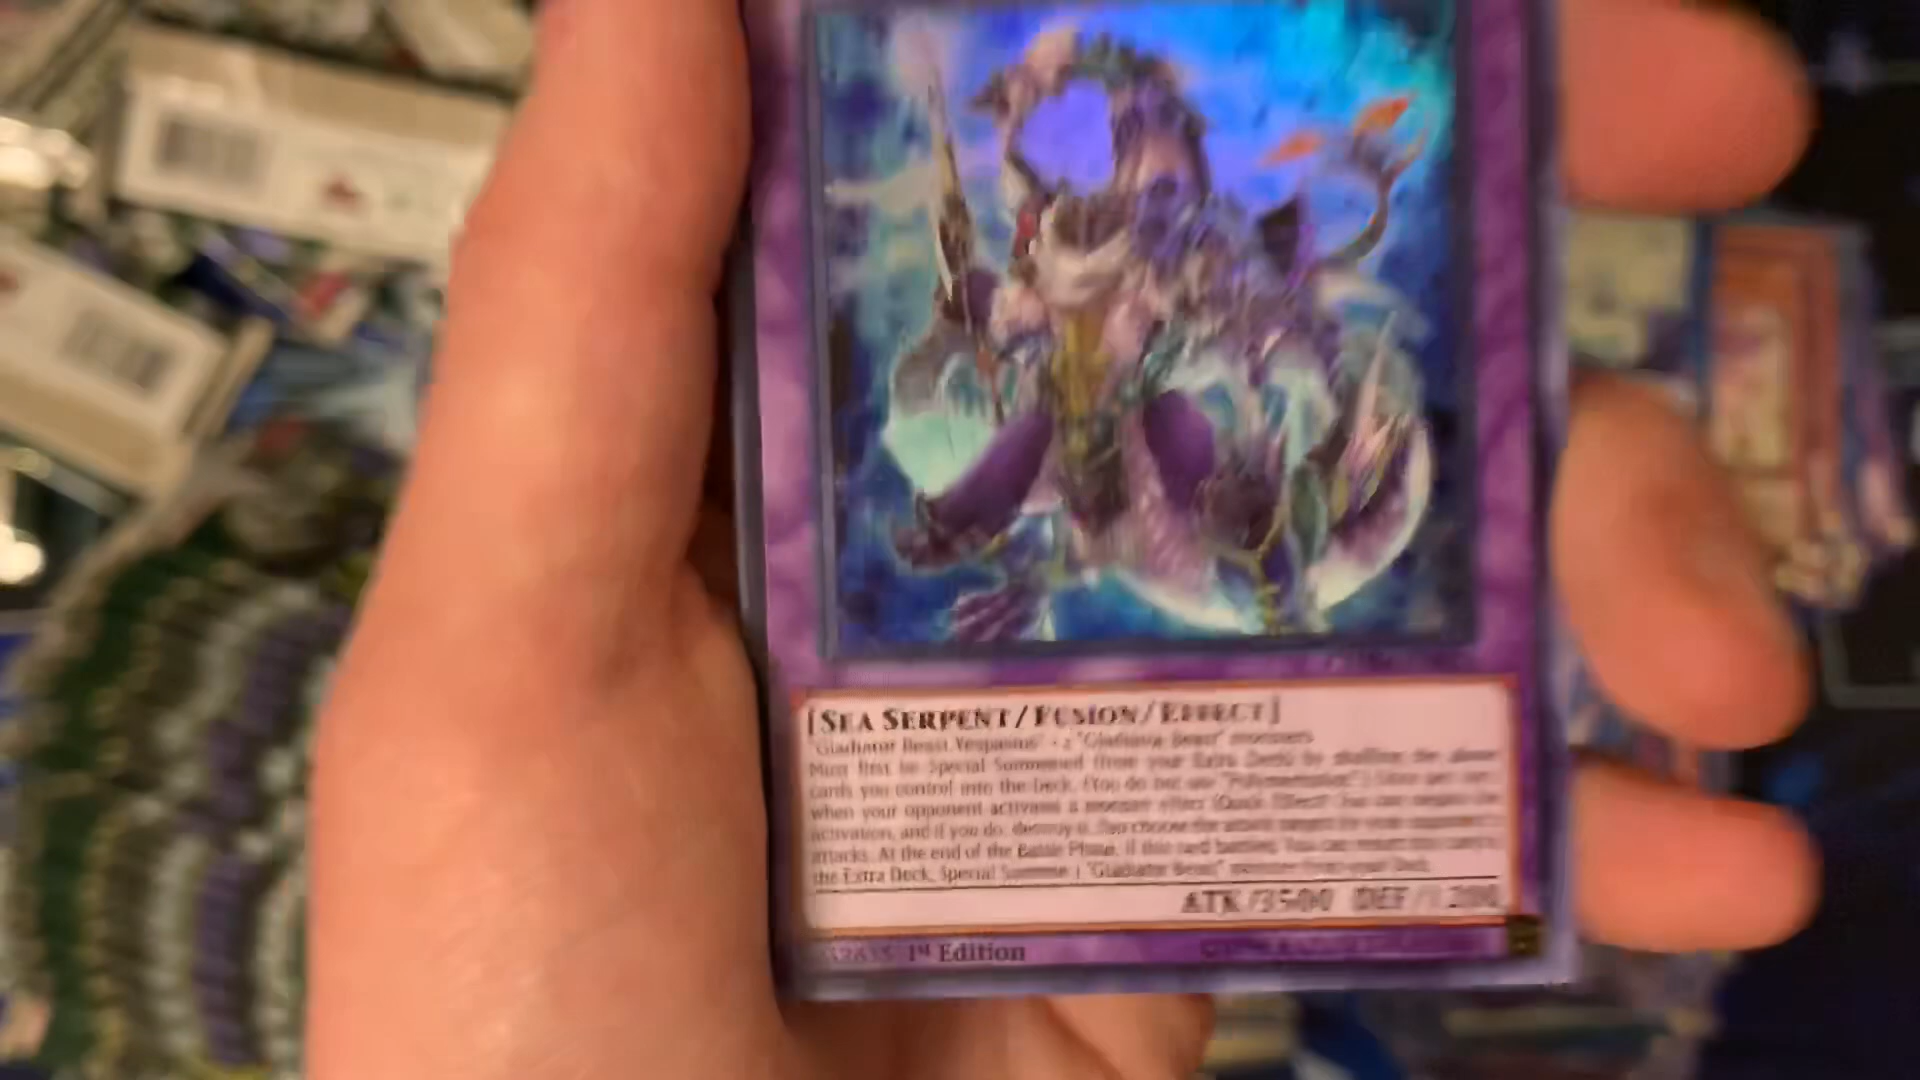 [SEA SERPENT/FUSION/EFFECT]
"Gladiator Beast Vespasius" + 2 "Gladiator Beast" monsters
Must first be Special Summoned (from your Extra Deck) by shuffling the above
cards you control into the Deck. (You do not use "Polymerization".) Once per turn,
when your opponent activates a monster effect (Quick Effect): You can negate the
activation, and if you do, destroy it. You choose the attack targets for your opponent's
attacks. At the end of the Battle Phase, if this card battled: You can return this card to
the Extra Deck, Special Summon 1 "Gladiator Beast" monster from your Deck.
ATK/3500 DEF/1200
1st Edition